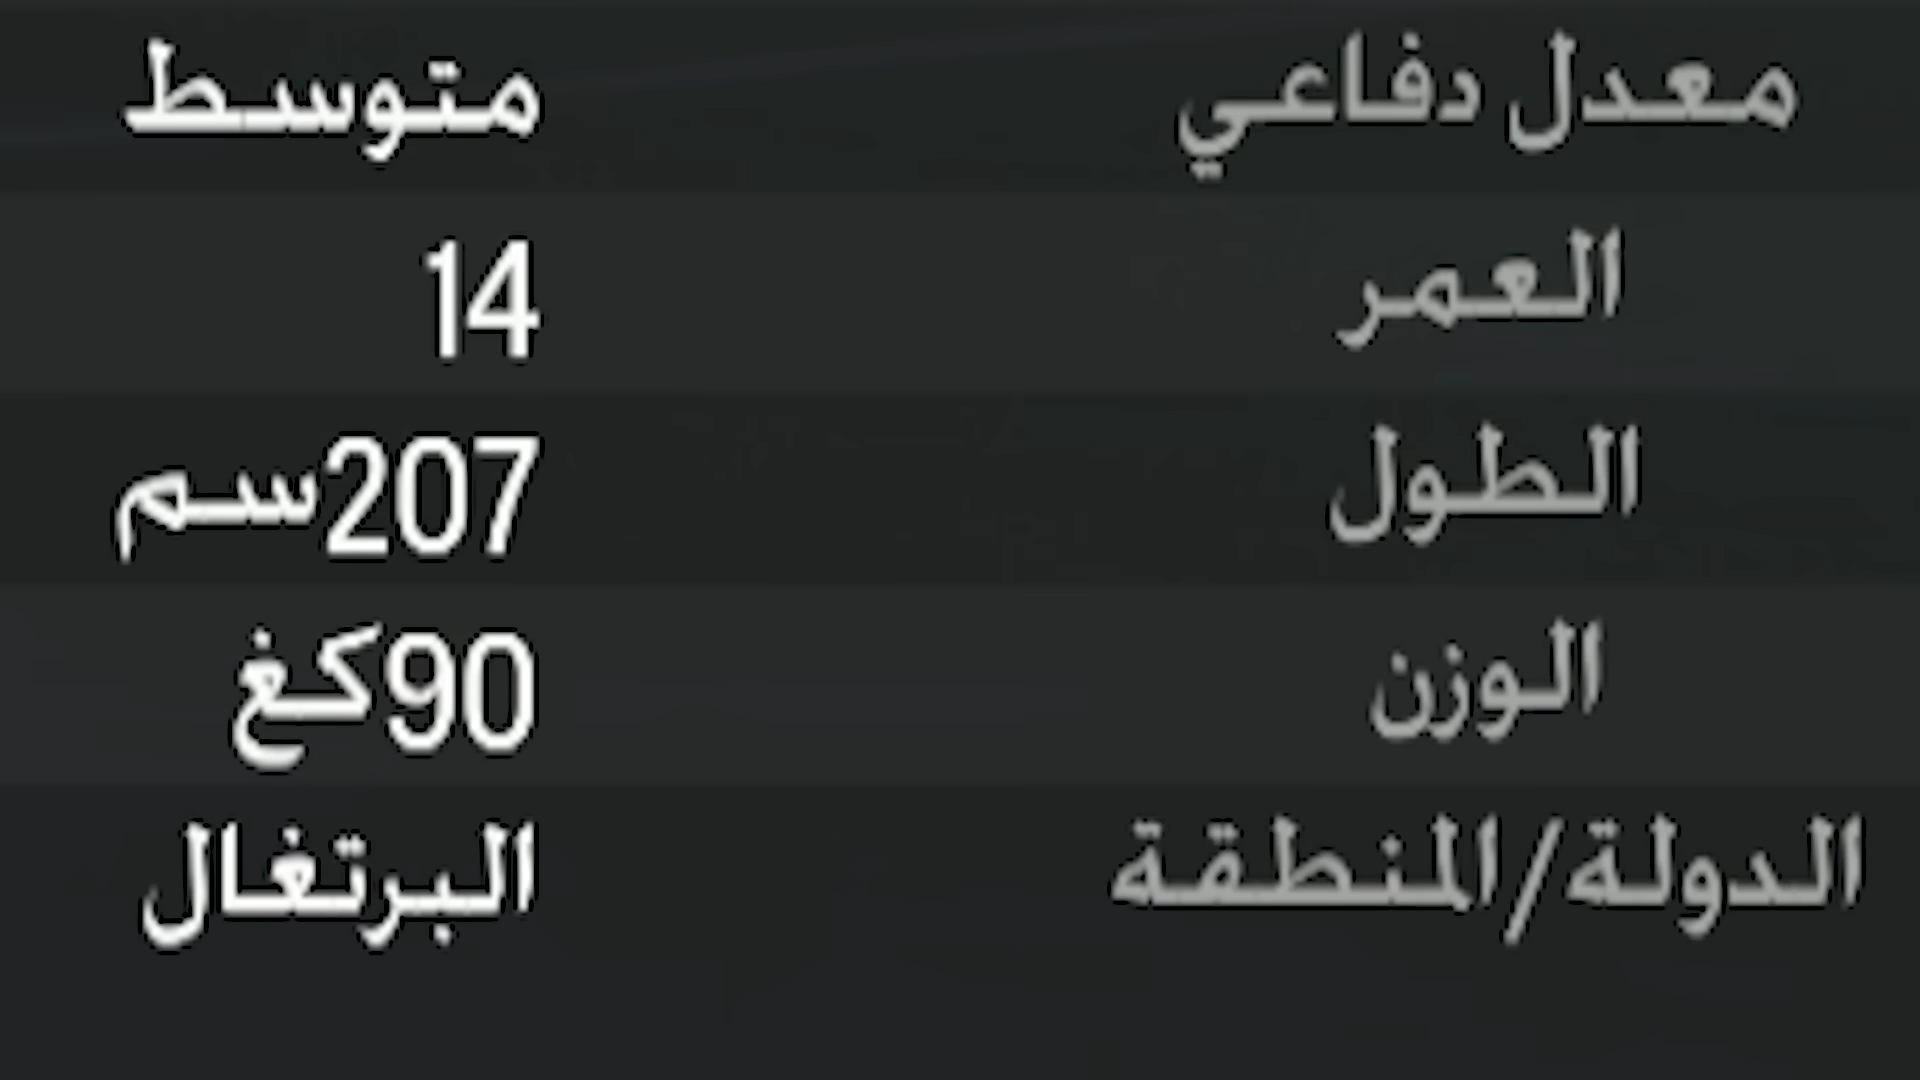 معدل دفاعي متوسط
العمر 14
الطول 207سم
الوزن 90كغ
الدولة/المنطقة البرتغال